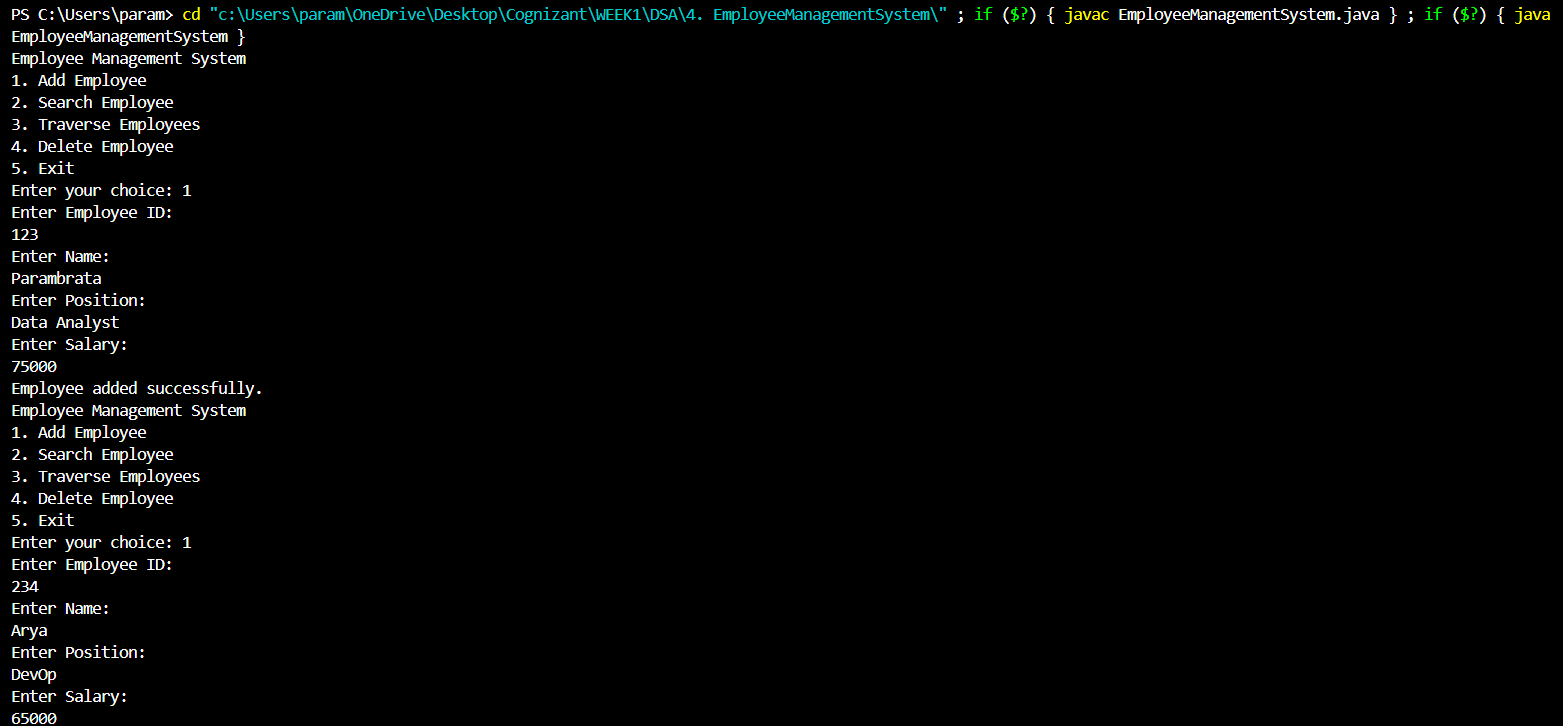 PS C:\Users\param> cd "c:\Users\param\OneDrive\Desktop\Cognizant\WEEK1\DSA\4. EmployeeManagementSystem\" ; if ($?) { javac EmployeeManagementSystem.java } ; if ($?) { java
EmployeeManagementSystem }
Employee Management System
1. Add Employee
2. Search Employee
3. Traverse Employees
4. Delete Employee
5. Exit
Enter your choice: 1
Enter Employee ID:
123
Enter Name:
Parambrata
Enter Position:
Data Analyst
Enter Salary:
75000
Employee added successfully.
Employee Management System
1. Add Employee
2. Search Employee
3. Traverse Employees
4. Delete Employee
5. Exit
Enter your choice: 1
Enter Employee ID:
234
Enter Name:
Arya
Enter Position:
DevOp
Enter Salary:
65000